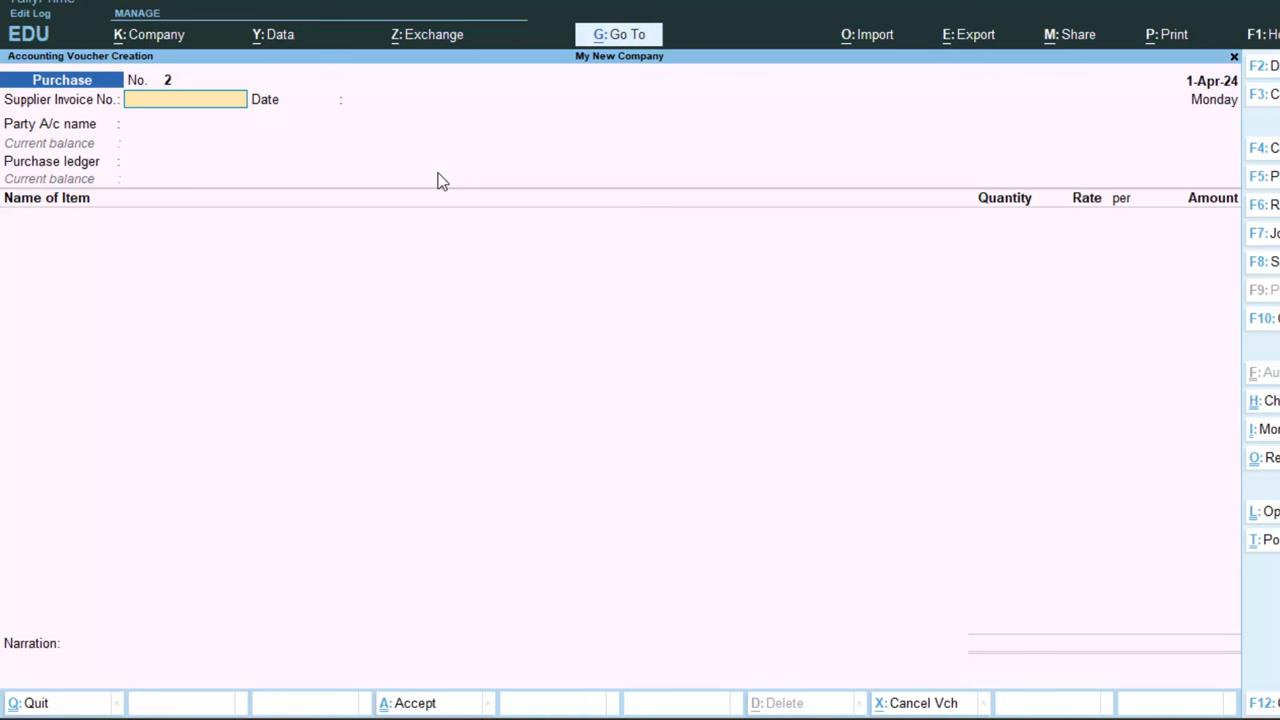 TallyPrime
Edit Log
MANAGE
EDU
K: Company
Y: Data
Z: Exchange
G: Go To
O: Import
E: Export
M: Share
P: Print
F1: He
Accounting Voucher Creation
My New Company
x
F2: D
Purchase No. 2
1-Apr-24
F3: C
Supplier Invoice No.: Date :
Monday
Party A/c name :
F4: C
Current balance :
Purchase ledger :
F5: P
Current balance :
Name of Item Quantity Rate per Amount
F6: R
F7: Jo
F8: S
F9: P
F10:
F: Au
H: Ch
I: Mor
O: Re
L: Op
T: Po
Narration:
Q: Quit
A: Accept
D: Delete
X: Cancel Vch
F12: